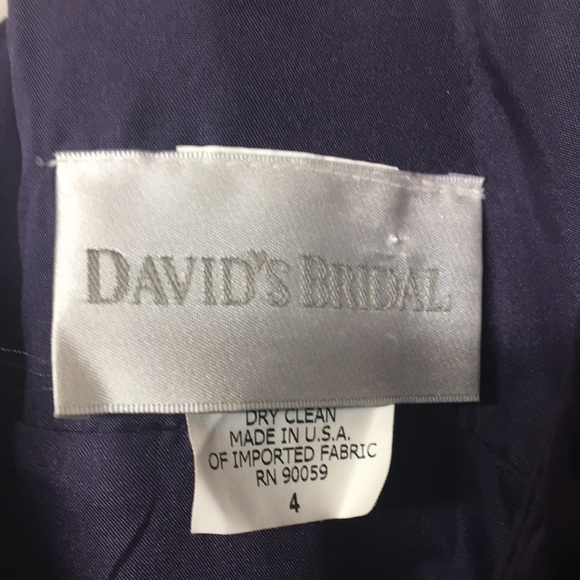 DAVID'S BRIDAL
DRY CLEAN
MADE IN U.S.A.
OF IMPORTED FABRIC
RN 90059
4